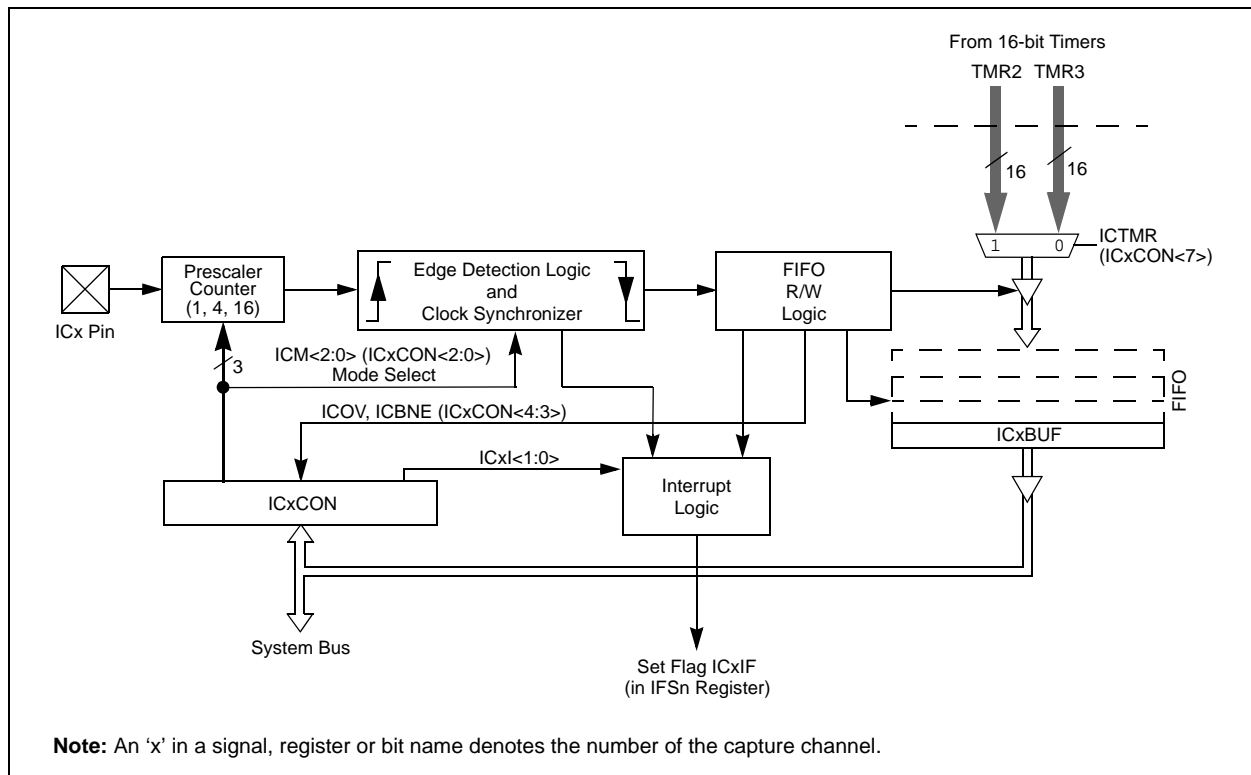 From 16-bit Timers
TMR2 TMR3
16 16
1 0
ICTMR
(ICxCON<7>)
Prescaler
Counter
(1, 4, 16)
Edge Detection Logic
and
Clock Synchronizer
FIFO
R/W
Logic
ICx Pin
3
ICM<2:0> (ICxCON<2:0>)
Mode Select
FIFO
ICOV, ICBNE (ICxCON<4:3>)
ICxBUF
ICxI<1:0>
ICxCON
Interrupt
Logic
System Bus
Set Flag ICxIF
(in IFSn Register)
Note: An ‘x’ in a signal, register or bit name denotes the number of the capture channel.